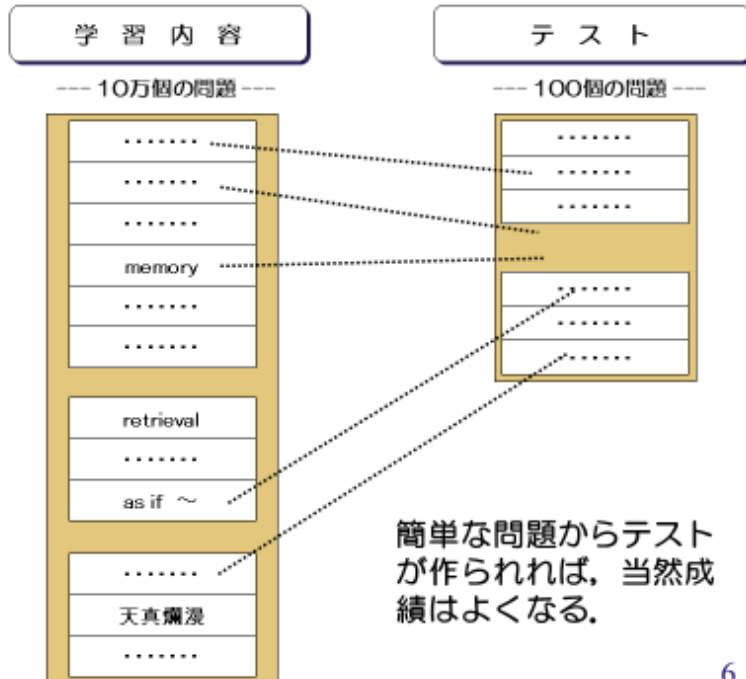 学習内容
テスト
--- 10万個の問題 ---
--- 100個の問題 ---
.......
.......
.......
memory
.......
.......
retrieval
.......
as if ～
.......
天真爛漫
.......
.......
.......
.......
.......
.......
.......
簡単な問題からテスト
が作られれば，当然成
績はよくなる．
6